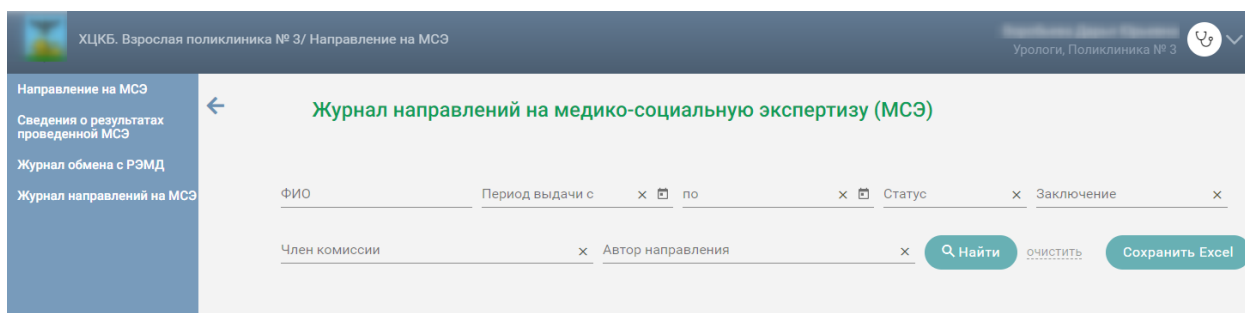 ХЦКБ. Взрослая поликлиника № 3/ Направление на МСЭ
Урологи, Поликлиника № 3
Направление на МСЭ
Сведения о результатах
проведенной МСЭ
Журнал обмена с РЭМД
Журнал направлений на МСЭ
Журнал направлений на медико-социальную экспертизу (МСЭ)
ФИО Период выдачи с по Статус Заключение
Член комиссии Автор направления Найти очистить Сохранить Excel